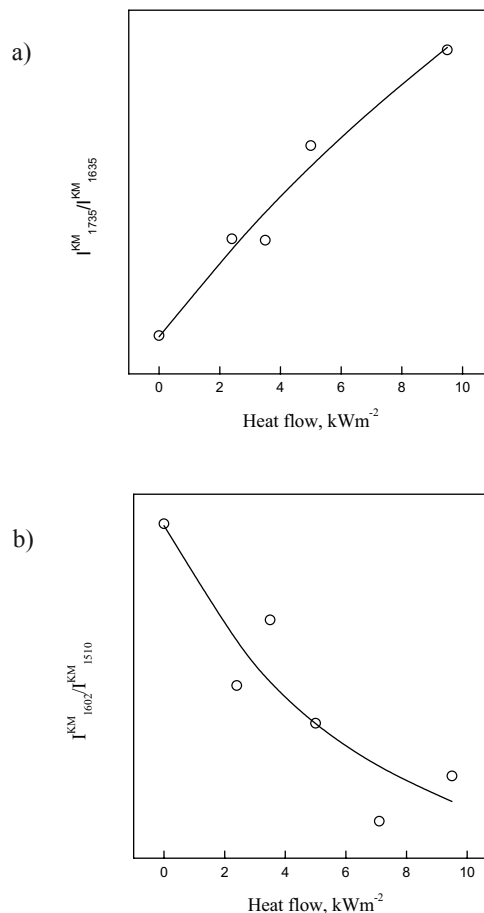 a)
I^KM_1735/I^KM_1635
0 2 4 6 8 10
Heat flow, kWm^-2
b)
I^KM_1602/I^KM_1510
0 2 4 6 8 10
Heat flow, kWm^-2